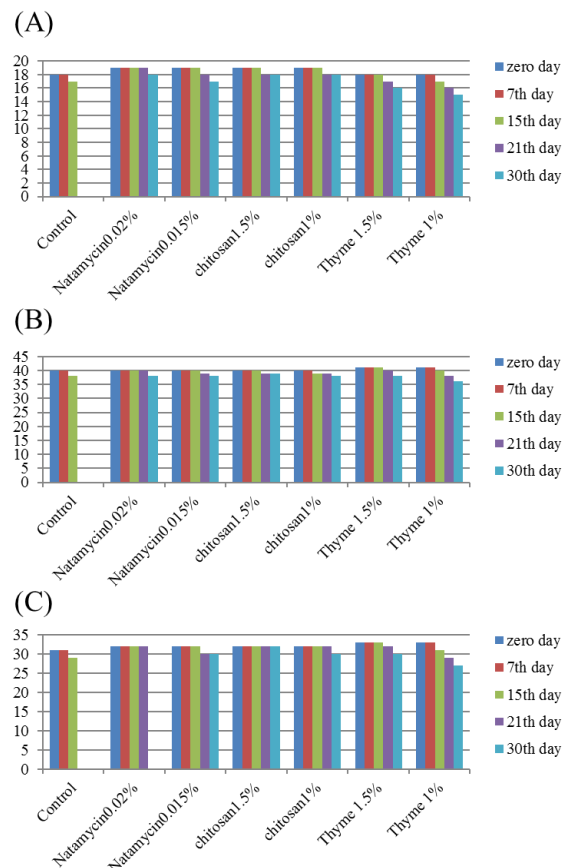 (A)
20
18
16
14
12
10
8
6
4
2
0
Control
Natamycin0.02%
Natamycin0.015%
chitosan1.5%
chitosan1%
Thyme 1.5%
Thyme 1%
zero day
7th day
15th day
21th day
30th day
(B)
45
40
35
30
25
20
15
10
5
0
Control
Natamycin0.02%
Natamycin0.015%
chitosan1.5%
chitosan1%
Thyme 1.5%
Thyme 1%
zero day
7th day
15th day
21th day
30th day
(C)
35
30
25
20
15
10
5
0
Control
Natamycin0.02%
Natamycin0.015%
chitosan1.5%
chitosan1%
Thyme 1.5%
Thyme 1%
zero day
7th day
15th day
21th day
30th day